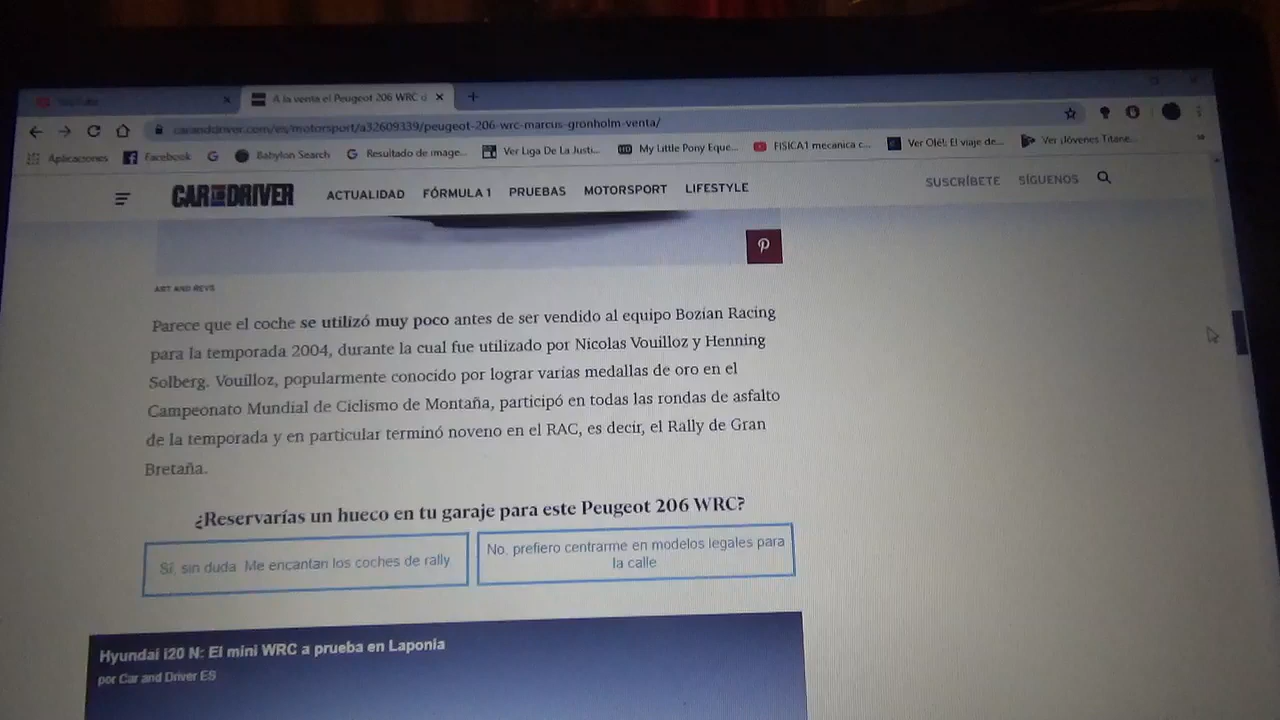 YouTube
A la venta el Peugeot 206 WRC d
caranddriver.com/es/motorsport/a32609339/peugeot-206-wrc-marcus-gronholm-venta/
Aplicaciones Facebook Babylon Search Resultado de image... Ver Liga De La Justi... My Little Pony Eque... FISICA1 mecanica c... Ver Olé!: El viaje de... Ver ¡Jóvenes Titane...
CAR AND DRIVER ACTUALIDAD FÓRMULA 1 PRUEBAS MOTORSPORT LIFESTYLE SUSCRÍBETE SÍGUENOS
ART AND REVS
Parece que el coche se utilizó muy poco antes de ser vendido al equipo Bozian Racing
para la temporada 2004, durante la cual fue utilizado por Nicolas Vouilloz y Henning
Solberg. Vouilloz, popularmente conocido por lograr varias medallas de oro en el
Campeonato Mundial de Ciclismo de Montaña, participó en todas las rondas de asfalto
de la temporada y en particular terminó noveno en el RAC, es decir, el Rally de Gran
Bretaña.
¿Reservarías un hueco en tu garaje para este Peugeot 206 WRC?
Sí, sin duda. Me encantan los coches de rally
No, prefiero centrarme en modelos legales para
la calle
Hyundai i20 N: El mini WRC a prueba en Laponia
por Car and Driver ES